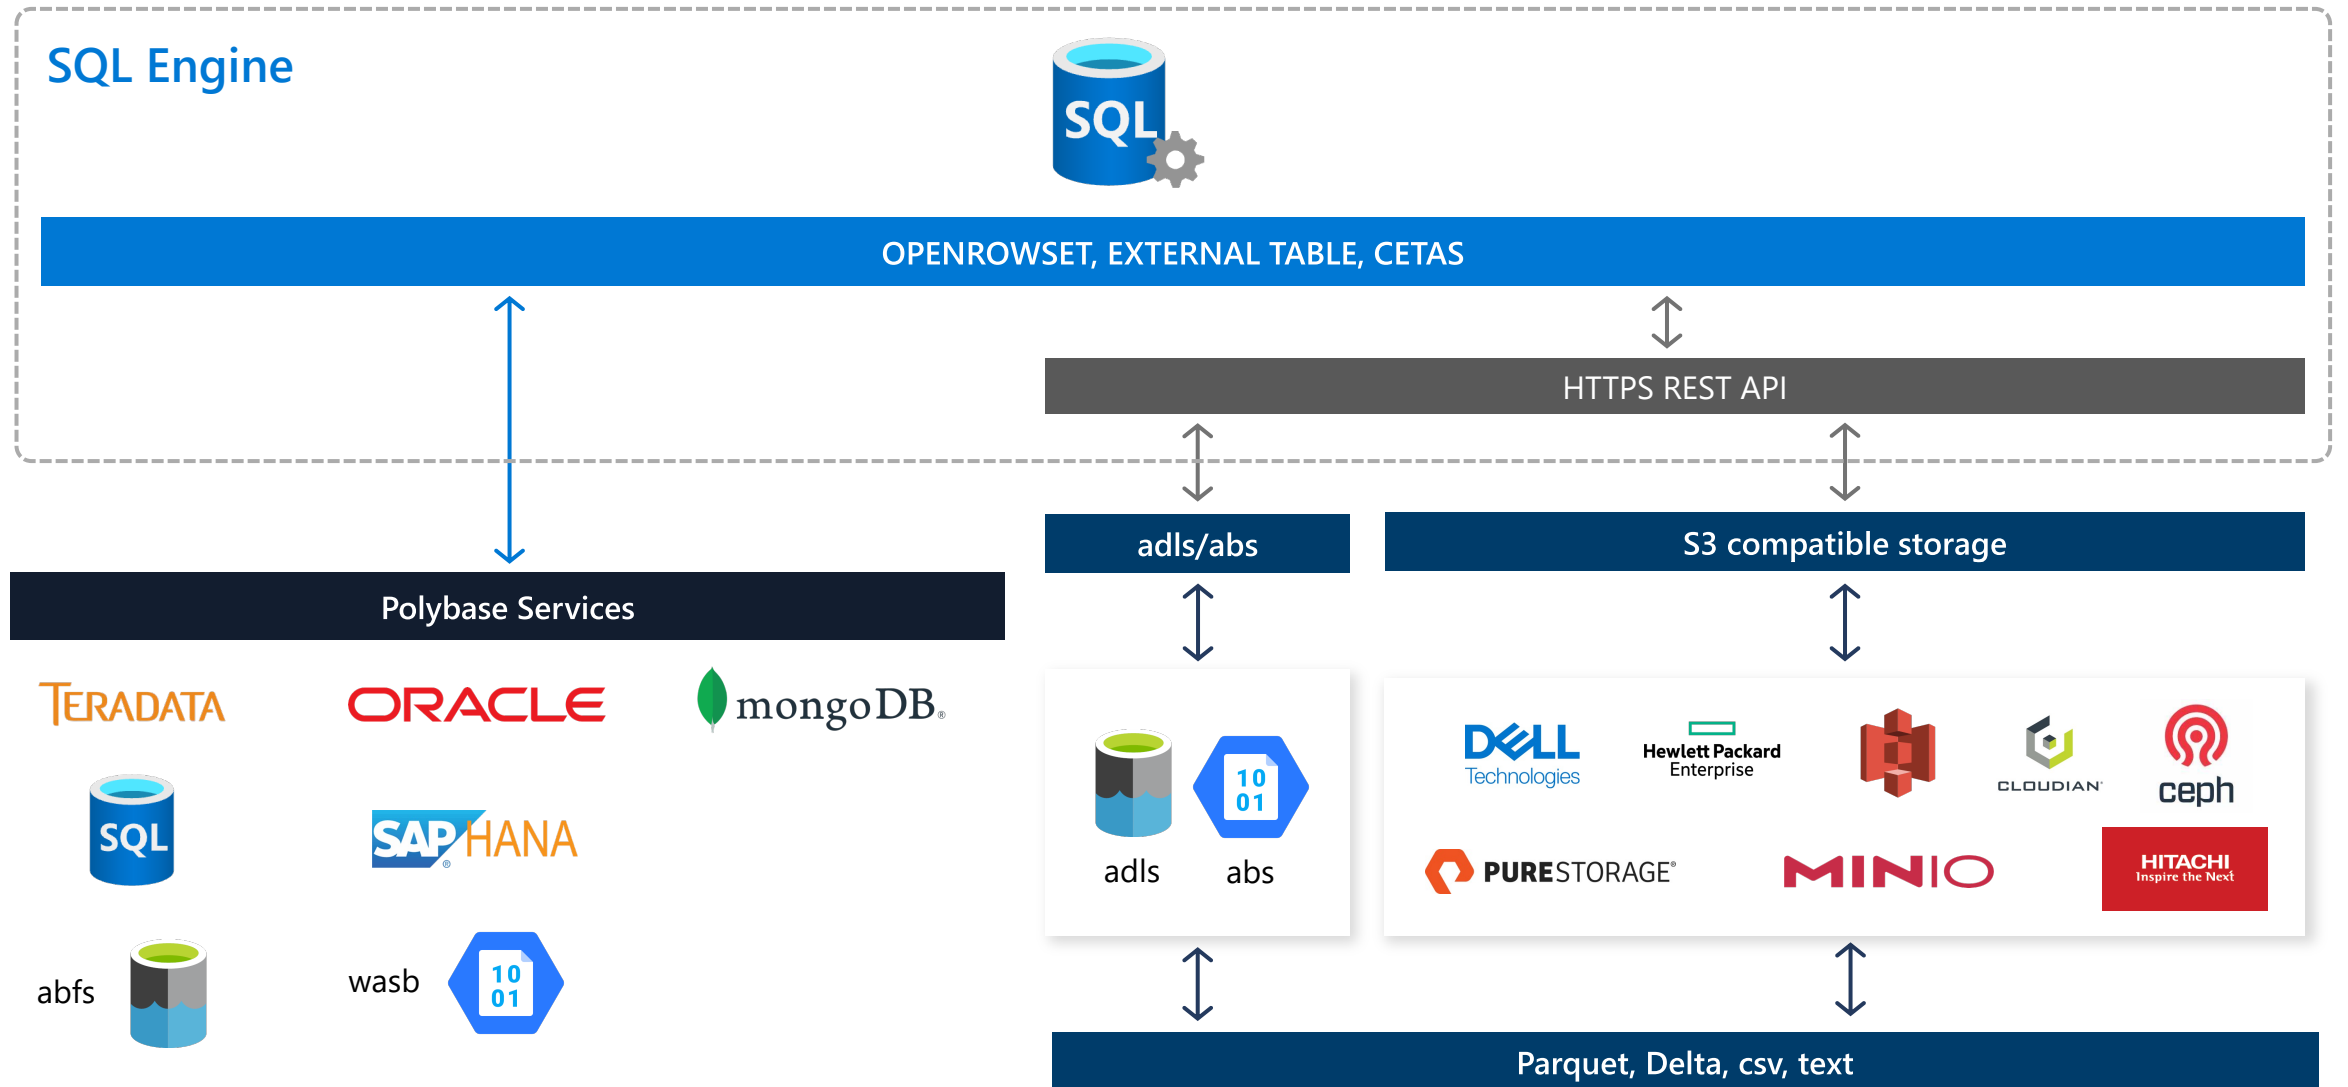 SQL Engine
SQL
OPENROWSET, EXTERNAL TABLE, CETAS
HTTPS REST API
adls/abs
S3 compatible storage
Polybase Services
TERADATA
ORACLE
mongoDB®
SQL
SAP® HANA
abfs
wasb
10
01
10
01
adls
abs
DELL
Technologies
Hewlett Packard
Enterprise
CLOUDIAN®
ceph
PURESTORAGE®
MINIO
HITACHI
Inspire the Next
Parquet, Delta, csv, text